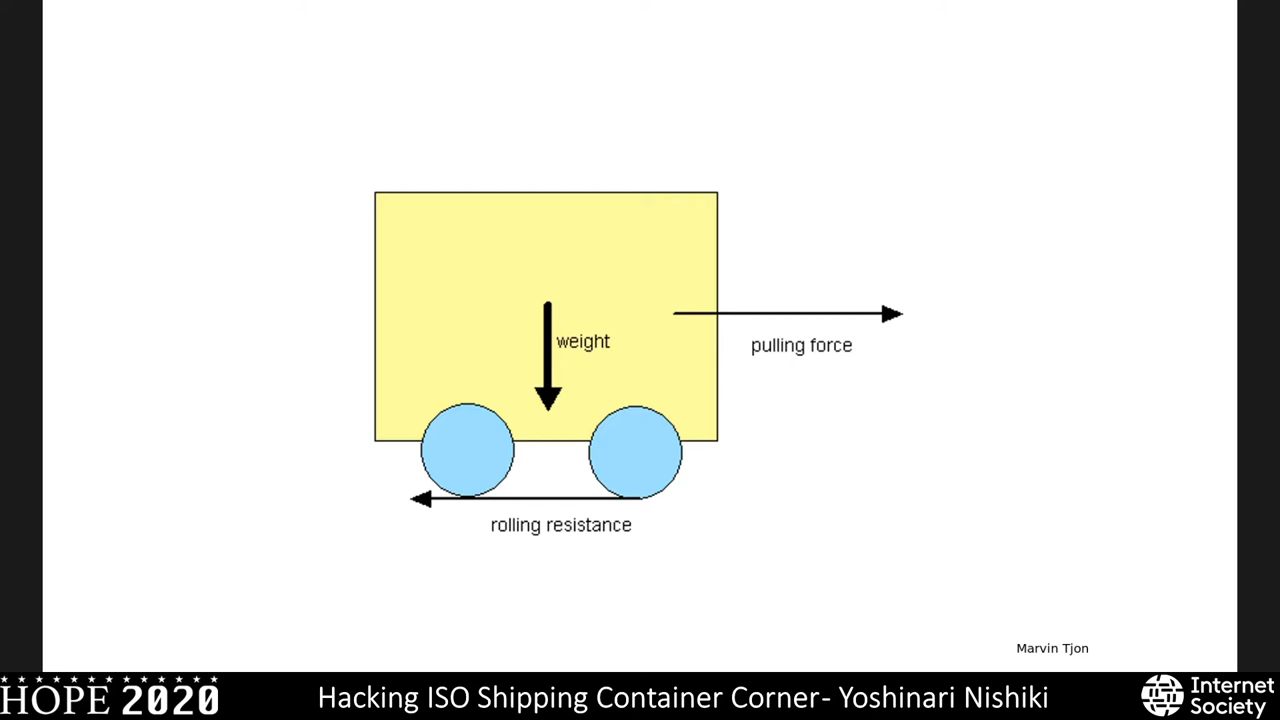 weight
pulling force
rolling resistance
Marvin Tjon
HOPE 2020
Hacking ISO Shipping Container Corner- Yoshinari Nishiki
Internet
Society